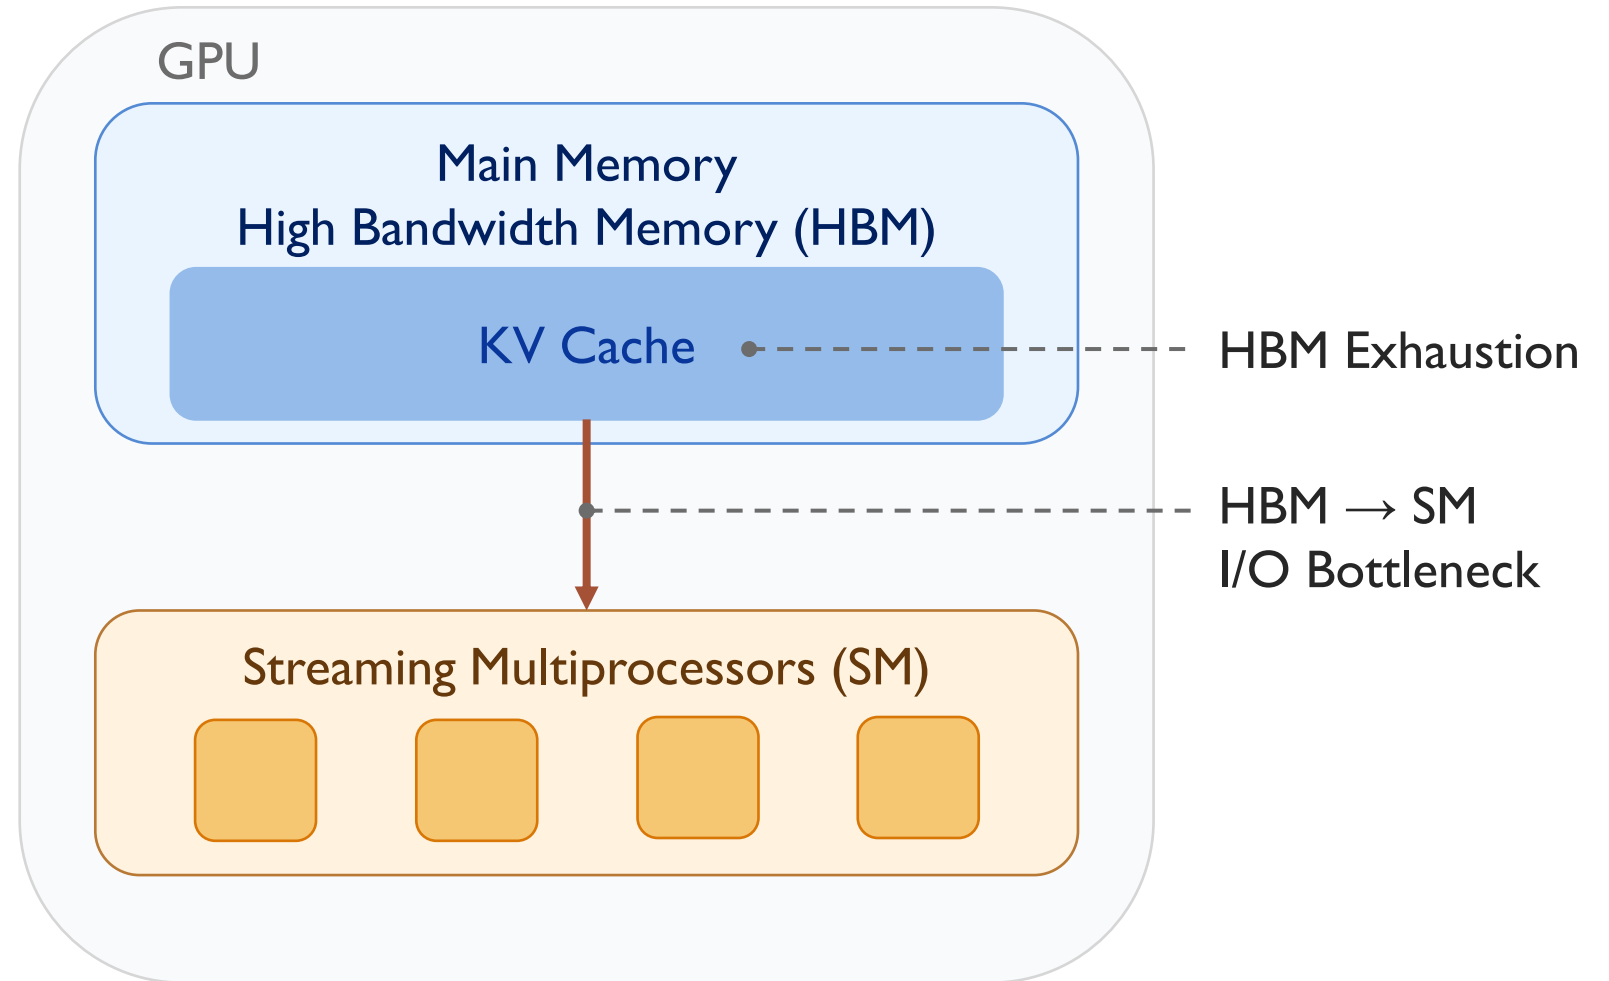 GPU
Main Memory
High Bandwidth Memory (HBM)
KV Cache
HBM Exhaustion
HBM → SM
I/O Bottleneck
Streaming Multiprocessors (SM)